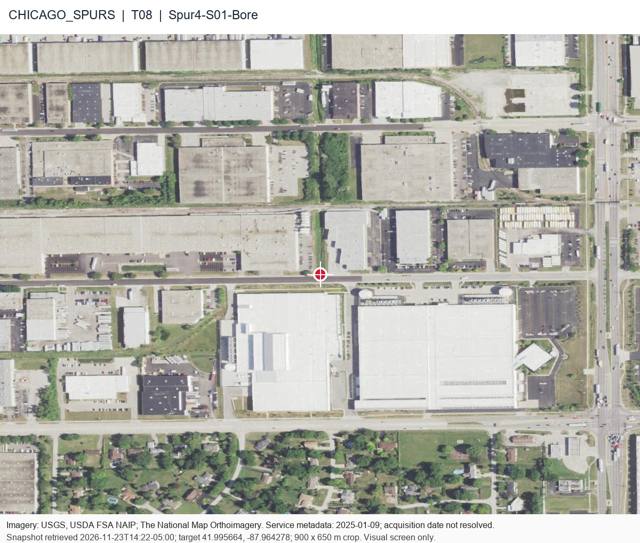 CHICAGO_SPURS | T08 | Spur4-S01-Bore
Imagery: USGS, USDA FSA NAIP; The National Map Orthoimagery. Service metadata: 2025-01-09; acquisition date not resolved.
Snapshot retrieved 2026-11-23T14:22-05:00; target 41.995664, -87.964278; 900 x 650 m crop. Visual screen only.